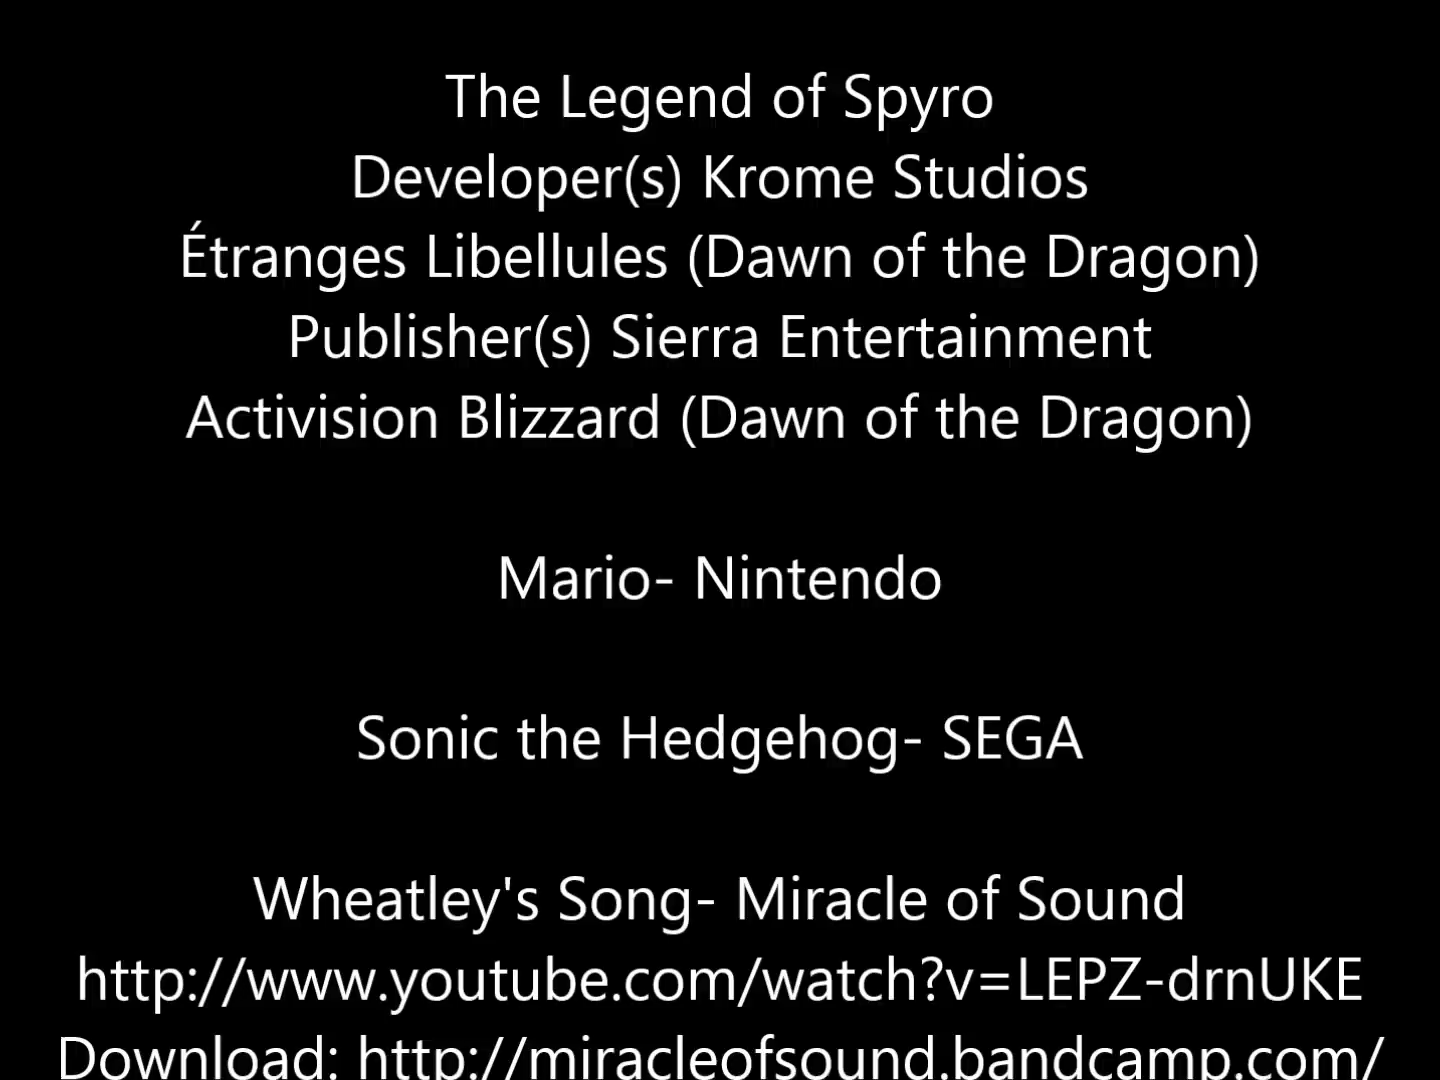 The Legend of Spyro
Developer(s) Krome Studios
Étranges Libellules (Dawn of the Dragon)
Publisher(s) Sierra Entertainment
Activision Blizzard (Dawn of the Dragon)
Mario- Nintendo
Sonic the Hedgehog- SEGA
Wheatley's Song- Miracle of Sound
http://www.youtube.com/watch?v=LEPZ-drnUKE
Download: http://miracleofsound.bandcamp.com/